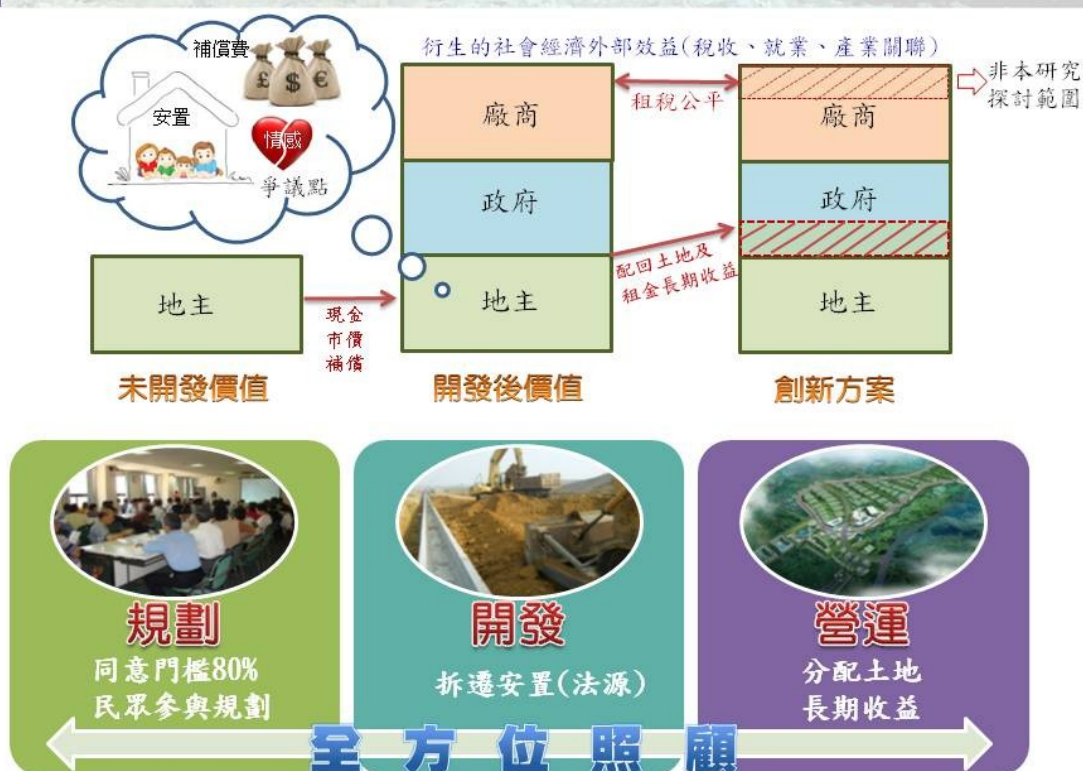 補償費
£ $ €
安置
情感
爭議點
衍生的社會經濟外部效益(稅收、就業、產業關聯)
廠商
租稅公平
廠商
非本研究
探討範圍
政府
政府
地主
現金
市價
補償
地主
配回土地及
租金長期收益
地主
未開發價值
開發後價值
創新方案
規劃
同意門檻80%
民眾參與規劃
開發
拆遷安置(法源)
營運
分配土地
長期收益
全方位照顧